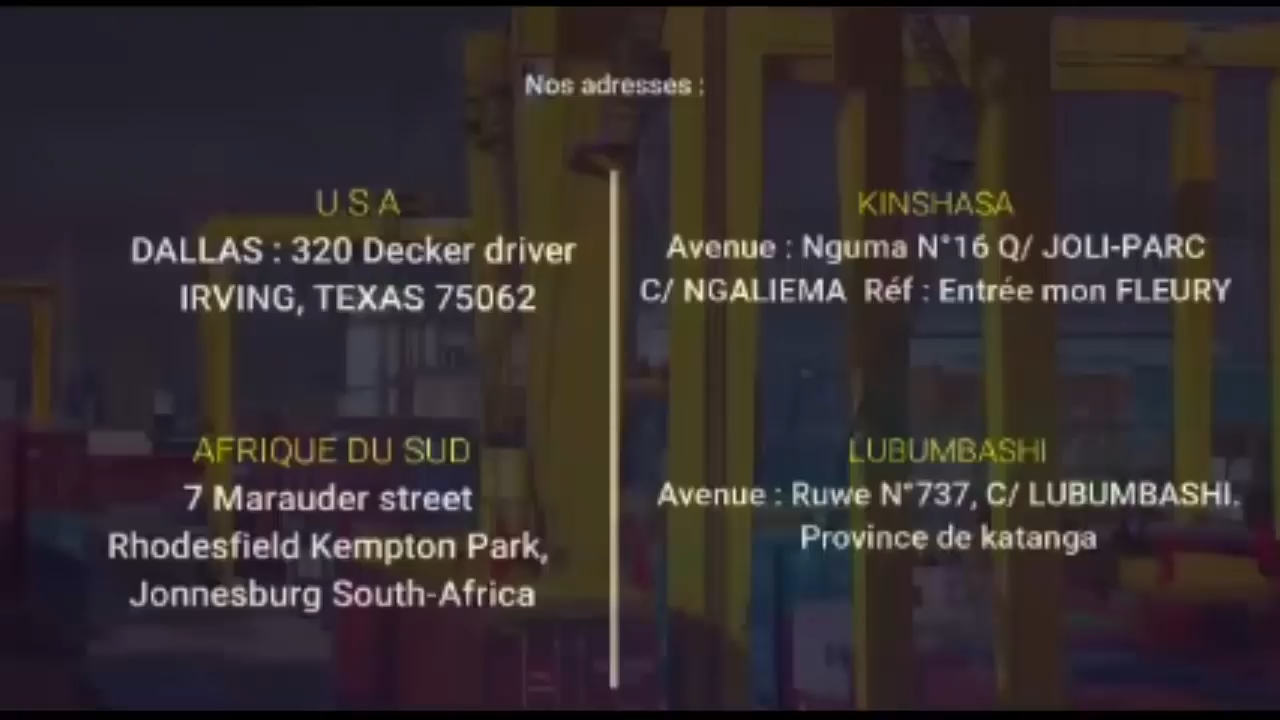 Nos adresses :
U S A
DALLAS : 320 Decker driver
IRVING, TEXAS 75062
AFRIQUE DU SUD
7 Marauder street
Rhodesfield Kempton Park,
Jonnesburg South-Africa
KINSHASA
Avenue : Nguma N°16 Q/ JOLI-PARC
C/ NGALIEMA Réf : Entrée mon FLEURY
LUBUMBASHI
Avenue : Ruwe N°737, C/ LUBUMBASHI.
Province de katanga